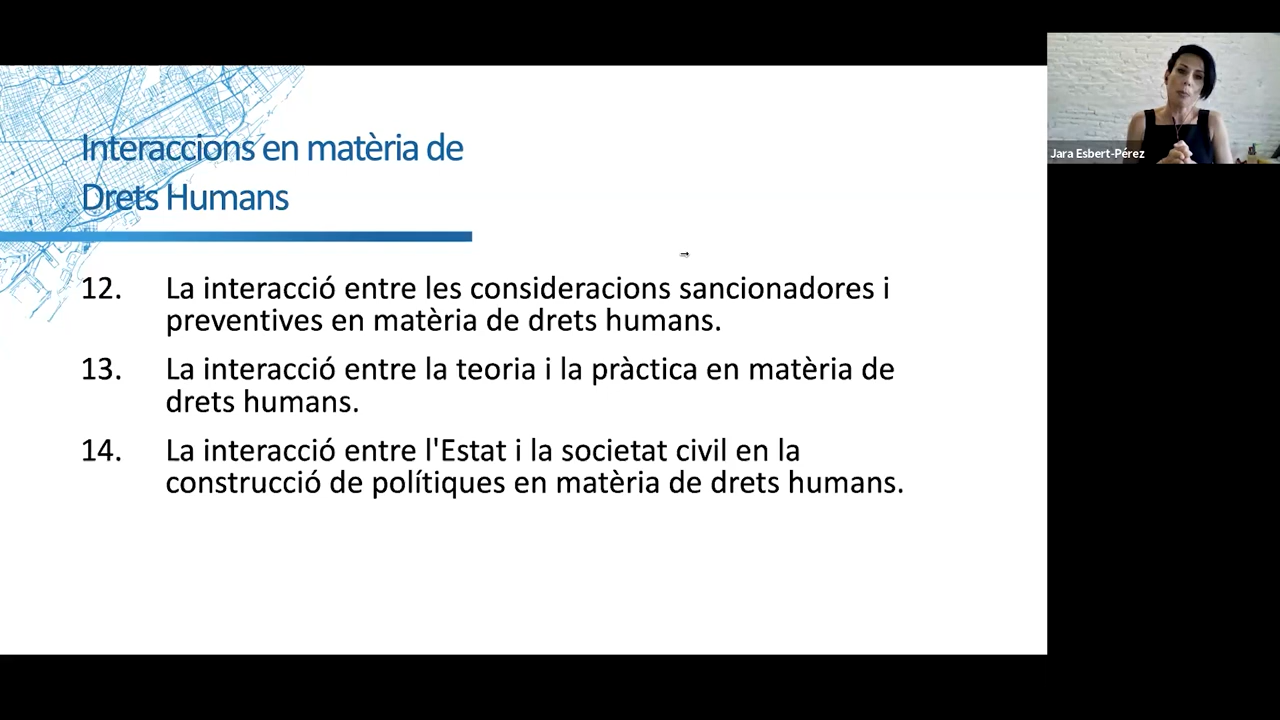 Interaccions en matèria de
Drets Humans
12. La interacció entre les consideracions sancionadores i
preventives en matèria de drets humans.
13. La interacció entre la teoria i la pràctica en matèria de
drets humans.
14. La interacció entre l'Estat i la societat civil en la
construcció de polítiques en matèria de drets humans.
Jara Esbert-Pérez